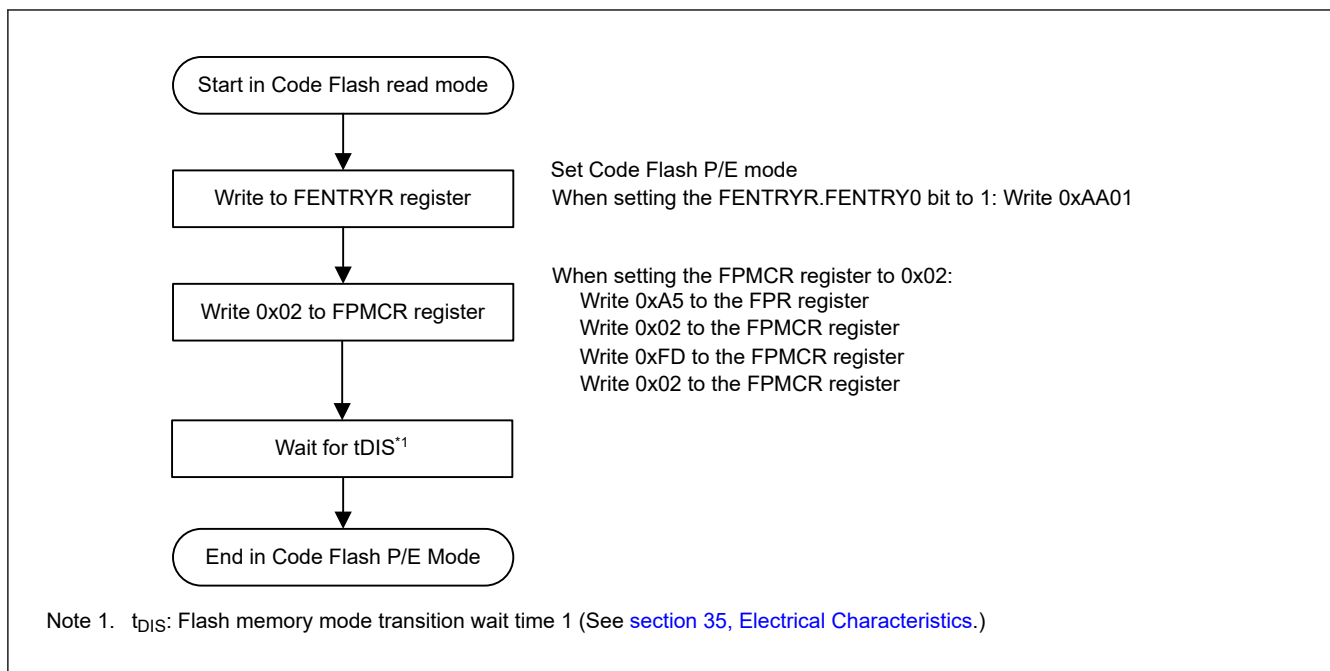 Start in Code Flash read mode
Write to FENTRYR register
Set Code Flash P/E mode
When setting the FENTRYR.FENTRY0 bit to 1: Write 0xAA01
Write 0x02 to FPMCR register
When setting the FPMCR register to 0x02:
Write 0xA5 to the FPR register
Write 0x02 to the FPMCR register
Write 0xFD to the FPMCR register
Write 0x02 to the FPMCR register
Wait for tDIS*1
End in Code Flash P/E Mode
Note 1. tDIS: Flash memory mode transition wait time 1 (See section 35, Electrical Characteristics.)